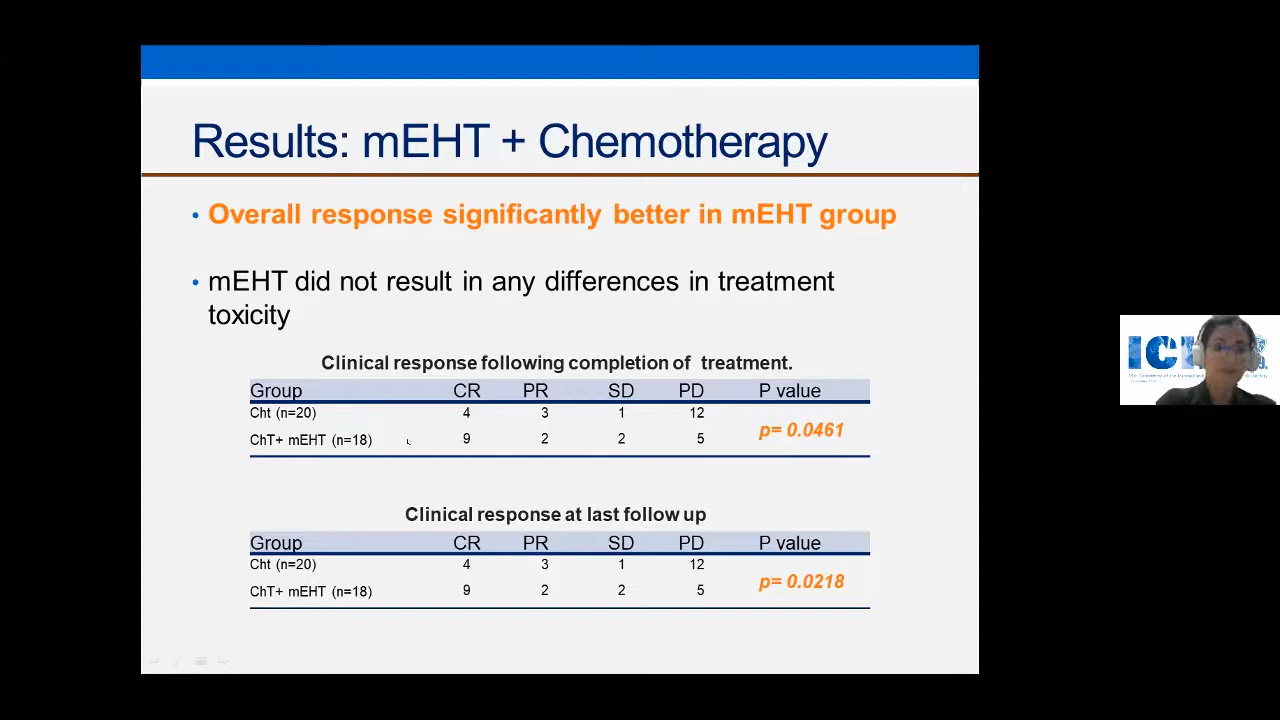 Results: mEHT + Chemotherapy
• Overall response significantly better in mEHT group
• mEHT did not result in any differences in treatment
toxicity
Clinical response following completion of treatment.
Group CR PR SD PD P value
Cht (n=20) 4 3 1 12
p= 0.0461
ChT+ mEHT (n=18) 9 2 2 5
Clinical response at last follow up
Group CR PR SD PD P value
Cht (n=20) 4 3 1 12
p= 0.0218
ChT+ mEHT (n=18) 9 2 2 5